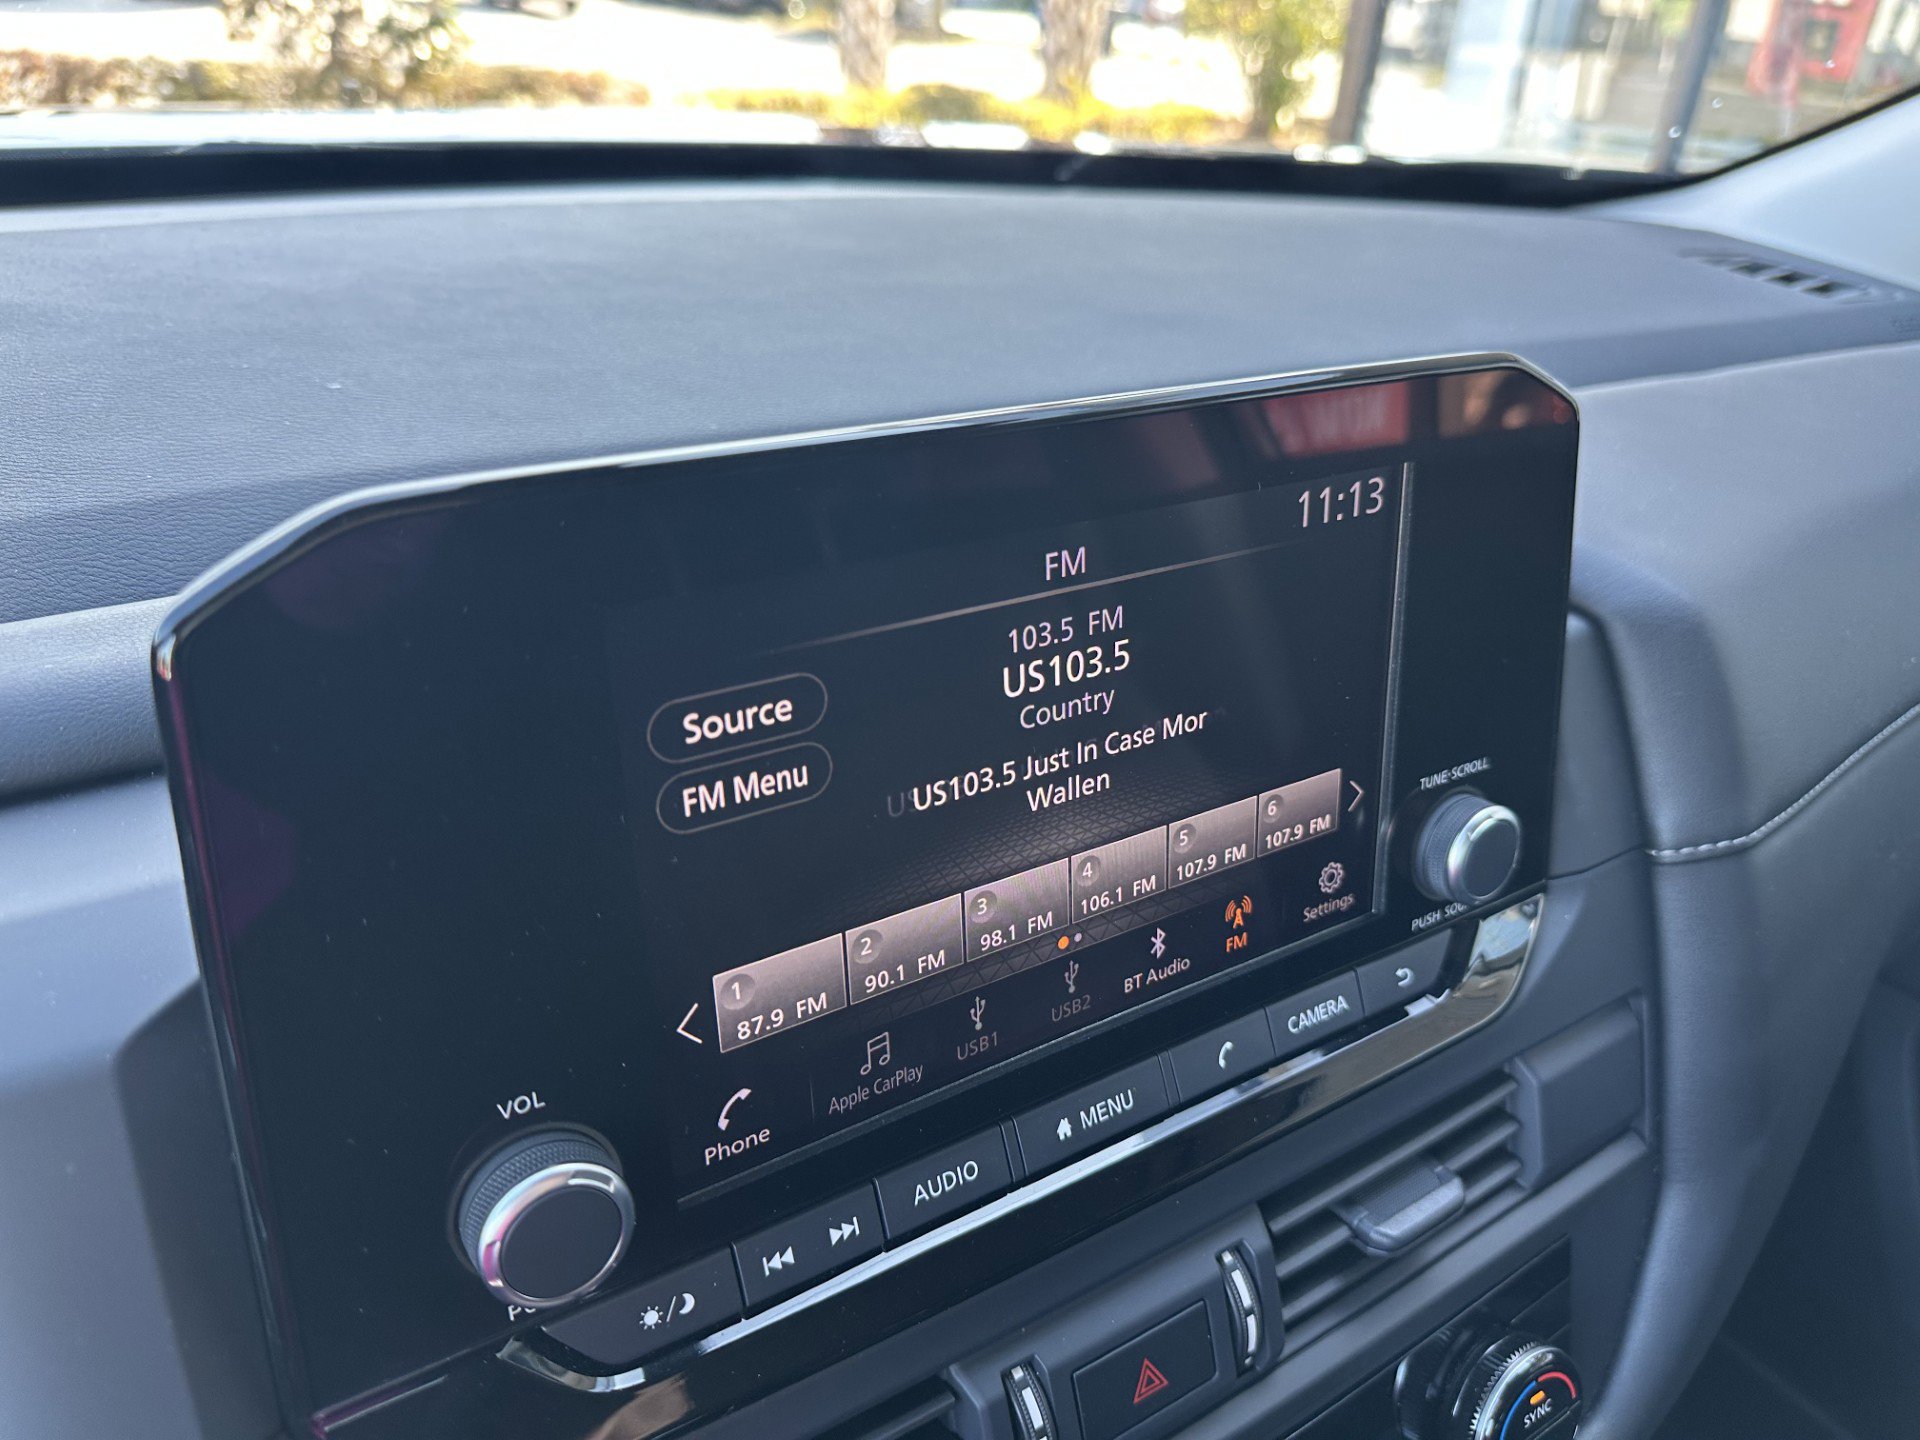 11:13
FM
103.5 FM
US103.5
Country
US103.5 Just In Case Mor
Wallen
Source
FM Menu
1
87.9 FM
2
90.1 FM
3
98.1 FM
4
106.1 FM
5
107.9 FM
6
107.9 FM
Phone
Apple CarPlay
USB1
USB2
BT Audio
FM
Settings
TUNE·SCROLL
PUSH
VOL
AUDIO
MENU
CAMERA
SYNC